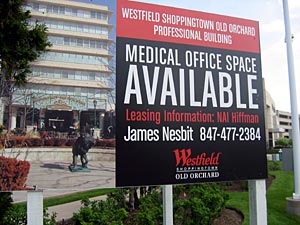 WESTFIELD SHOPPINGTOWN OLD ORCHARD
PROFESSIONAL BUILDING
MEDICAL OFFICE SPACE
AVAILABLE
Leasing Information: NAI Hiffman
James Nesbit 847-477-2384
Westfield
SHOPPINGTOWN
OLD ORCHARD